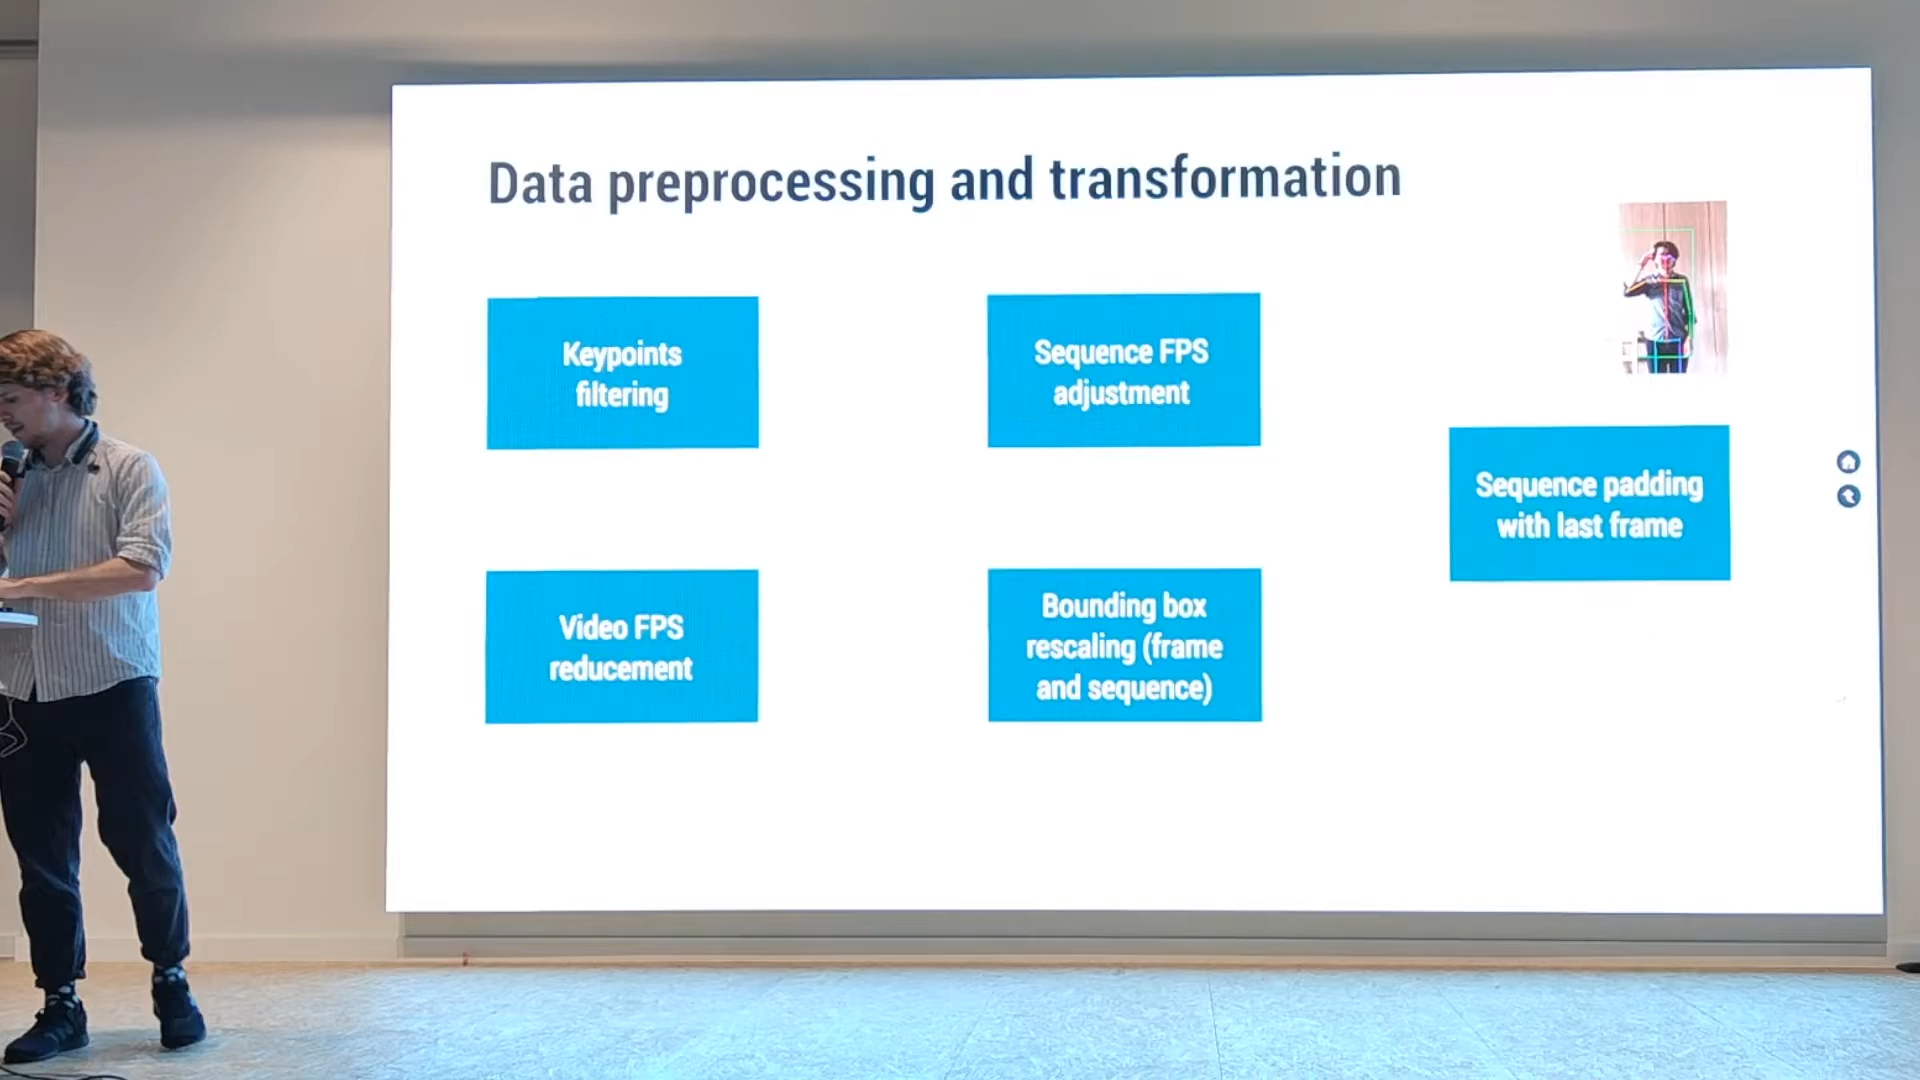 Data preprocessing and transformation
Keypoints
filtering
Sequence FPS
adjustment
Sequence padding
with last frame
Video FPS
reducement
Bounding box
rescaling (frame
and sequence)